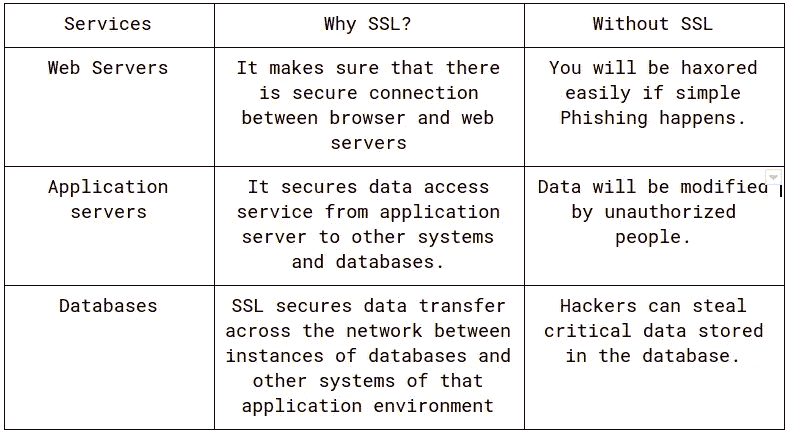 Services
Why SSL?
Without SSL
Web Servers
It makes sure that there
is secure connection
between browser and web
servers
You will be haxored
easily if simple
Phishing happens.
Application
servers
It secures data access
service from application
server to other systems
and databases.
Data will be modified
by unauthorized
people.
Databases
SSL secures data transfer
across the network between
instances of databases and
other systems of that
application environment
Hackers can steal
critical data stored
in the database.